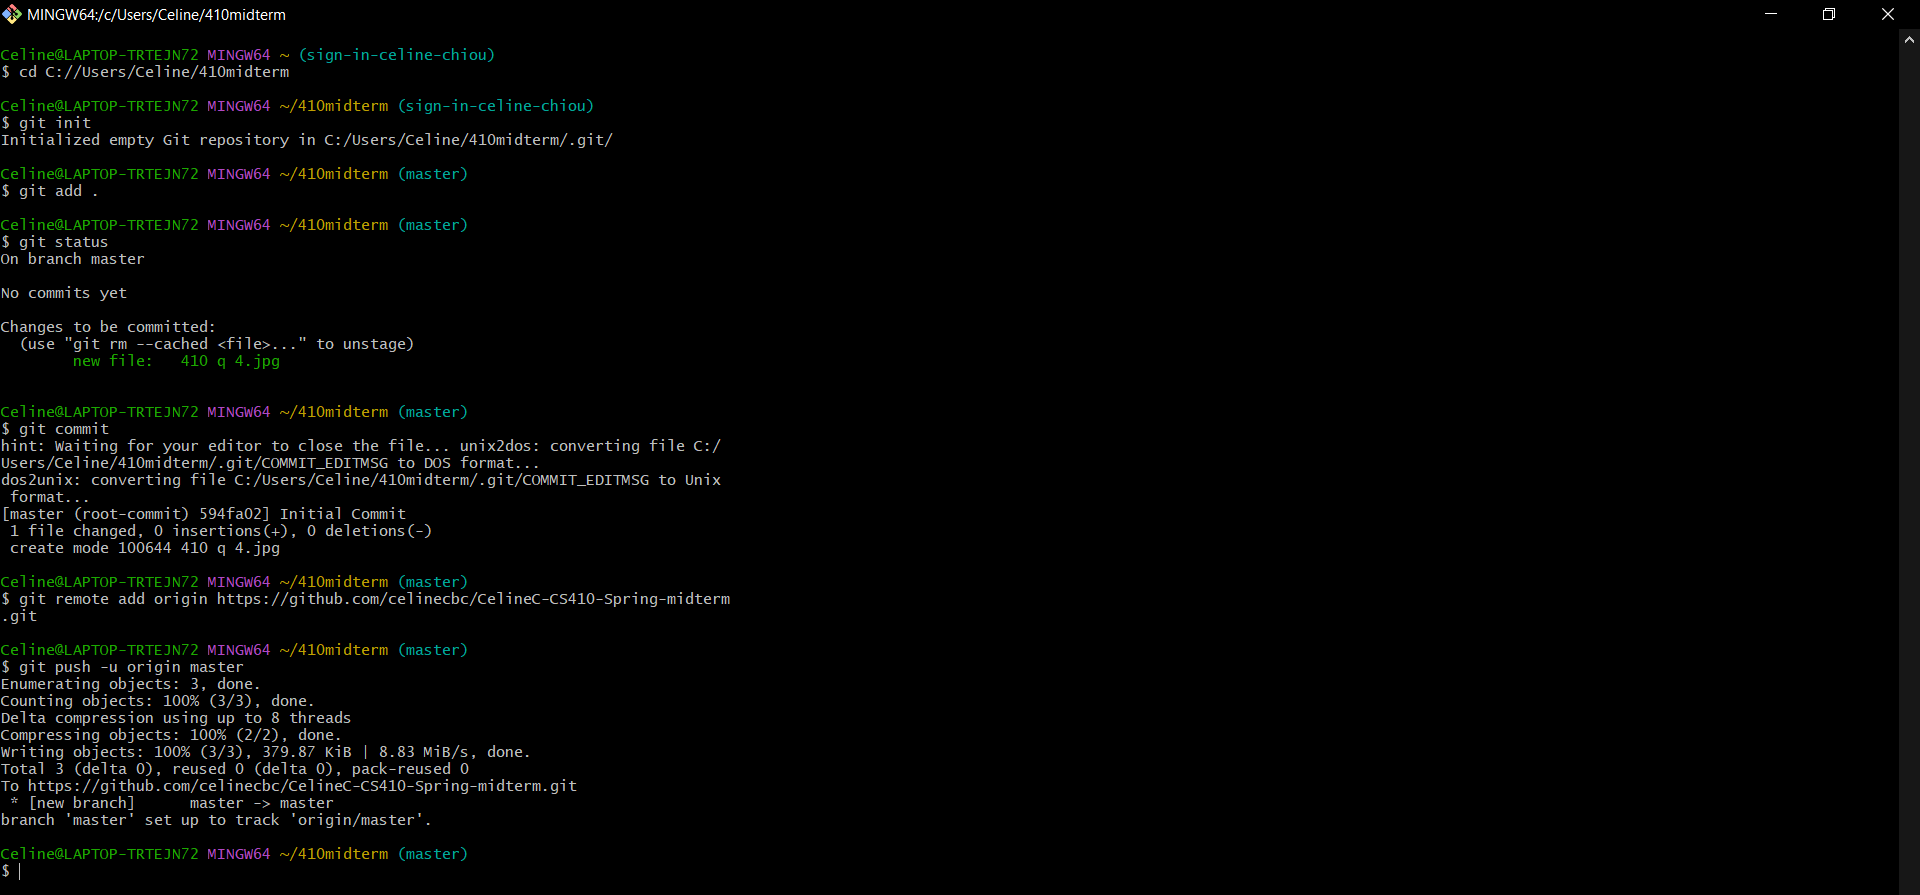 MINGW64:/c/Users/Celine/410midterm
Celine@LAPTOP-TRTEJN72 MINGW64 ~ (sign-in-celine-chiou)
$ cd C://Users/Celine/410midterm
Celine@LAPTOP-TRTEJN72 MINGW64 ~/410midterm (sign-in-celine-chiou)
$ git init
Initialized empty Git repository in C:/Users/Celine/410midterm/.git/
Celine@LAPTOP-TRTEJN72 MINGW64 ~/410midterm (master)
$ git add .
Celine@LAPTOP-TRTEJN72 MINGW64 ~/410midterm (master)
$ git status
On branch master
No commits yet
Changes to be committed:
  (use "git rm --cached <file>..." to unstage)
        new file:   410 q 4.jpg
Celine@LAPTOP-TRTEJN72 MINGW64 ~/410midterm (master)
$ git commit
hint: Waiting for your editor to close the file... unix2dos: converting file C:/
Users/Celine/410midterm/.git/COMMIT_EDITMSG to DOS format...
dos2unix: converting file C:/Users/Celine/410midterm/.git/COMMIT_EDITMSG to Unix
 format...
[master (root-commit) 594fa02] Initial Commit
 1 file changed, 0 insertions(+), 0 deletions(-)
 create mode 100644 410 q 4.jpg
Celine@LAPTOP-TRTEJN72 MINGW64 ~/410midterm (master)
$ git remote add origin https://github.com/celinecbc/CelineC-CS410-Spring-midterm
.git
Celine@LAPTOP-TRTEJN72 MINGW64 ~/410midterm (master)
$ git push -u origin master
Enumerating objects: 3, done.
Counting objects: 100% (3/3), done.
Delta compression using up to 8 threads
Compressing objects: 100% (2/2), done.
Writing objects: 100% (3/3), 379.87 KiB | 8.83 MiB/s, done.
Total 3 (delta 0), reused 0 (delta 0), pack-reused 0
To https://github.com/celinecbc/CelineC-CS410-Spring-midterm.git
 * [new branch]      master -> master
branch 'master' set up to track 'origin/master'.
Celine@LAPTOP-TRTEJN72 MINGW64 ~/410midterm (master)
$